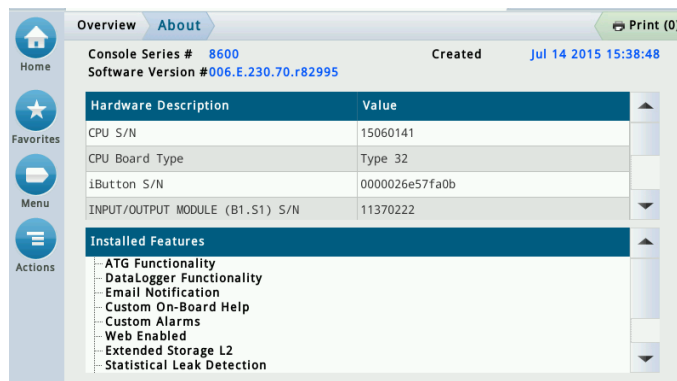 Overview About Print (0)
Home
Console Series # 8600 Created Jul 14 2015 15:38:48
Software Version #006.E.230.70.r82995
Favorites
Hardware Description Value
CPU S/N 15060141
CPU Board Type Type 32
iButton S/N 0000026e57fa0b
INPUT/OUTPUT MODULE (B1.S1) S/N 11370222
Menu
Actions
Installed Features
ATG Functionality
DataLogger Functionality
Email Notification
Custom On-Board Help
Custom Alarms
Web Enabled
Extended Storage L2
Statistical Leak Detection